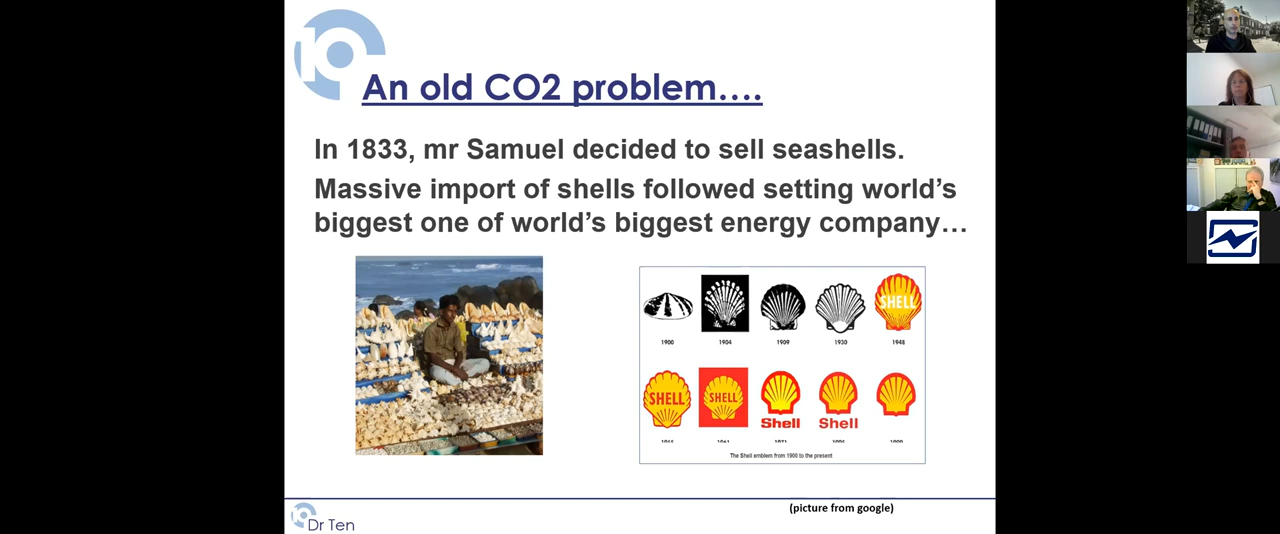 An old CO2 problem….
In 1833, mr Samuel decided to sell seashells.
Massive import of shells followed setting world's
biggest one of world's biggest energy company…
SHELL
1900 1904 1909 1930 1948
SHELL SHELL Shell Shell
The Shell emblem from 1900 to the present
(picture from google)
Dr Ten